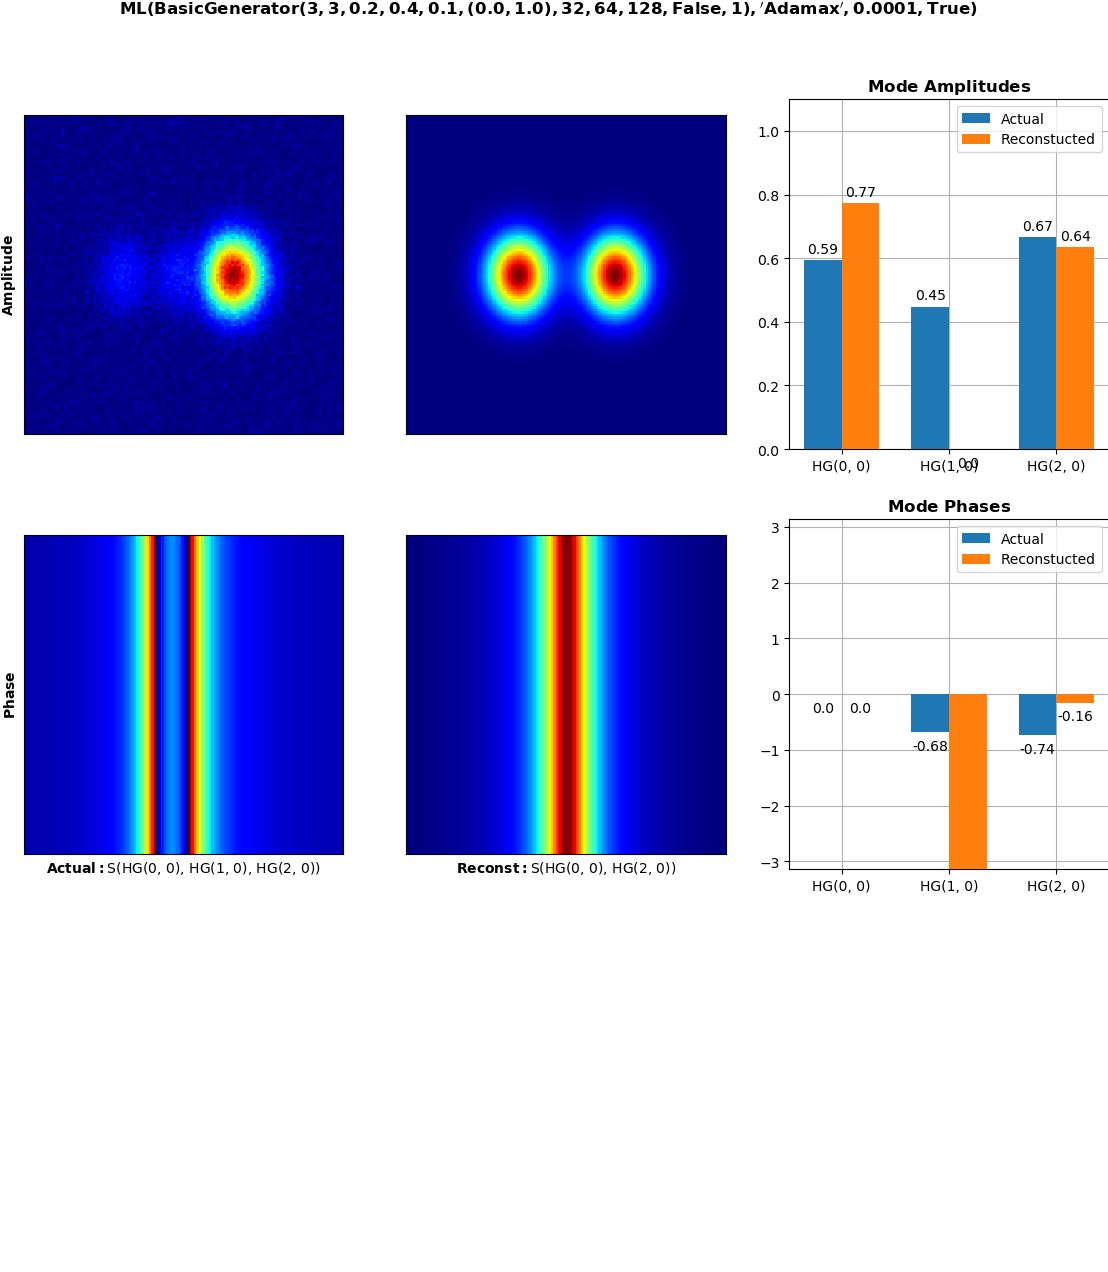 ML(BasicGenerator(3, 3, 0.2, 0.4, 0.1, (0.0, 1.0), 32, 64, 128, False, 1), ′Adamax′, 0.0001, True)
Amplitude
Mode Amplitudes
Actual
Reconstucted
1.0
0.8
0.6
0.4
0.2
0.0
0.59
0.77
0.45
0.0
0.67
0.64
HG(0, 0)
HG(1, 0)
HG(2, 0)
Phase
Actual: S(HG(0, 0), HG(1, 0), HG(2, 0))
Reconst: S(HG(0, 0), HG(2, 0))
Mode Phases
Actual
Reconstucted
3
2
1
0
−1
−2
−3
0.0
0.0
-0.68
-0.74
-0.16
HG(0, 0)
HG(1, 0)
HG(2, 0)